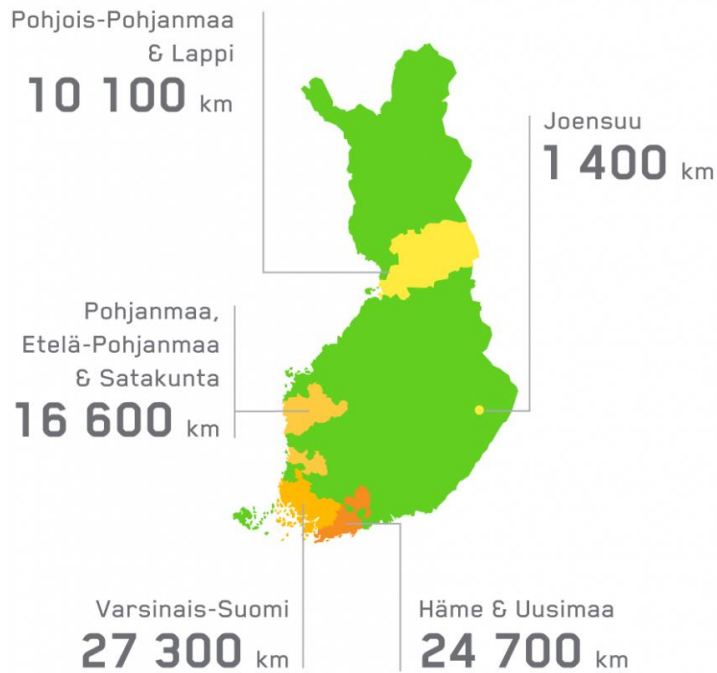 Pohjois-Pohjanmaa
& Lappi
10 100 km
Joensuu
1 400 km
Pohjanmaa,
Etelä-Pohjanmaa
& Satakunta
16 600 km
Varsinais-Suomi
27 300 km
Häme & Uusimaa
24 700 km